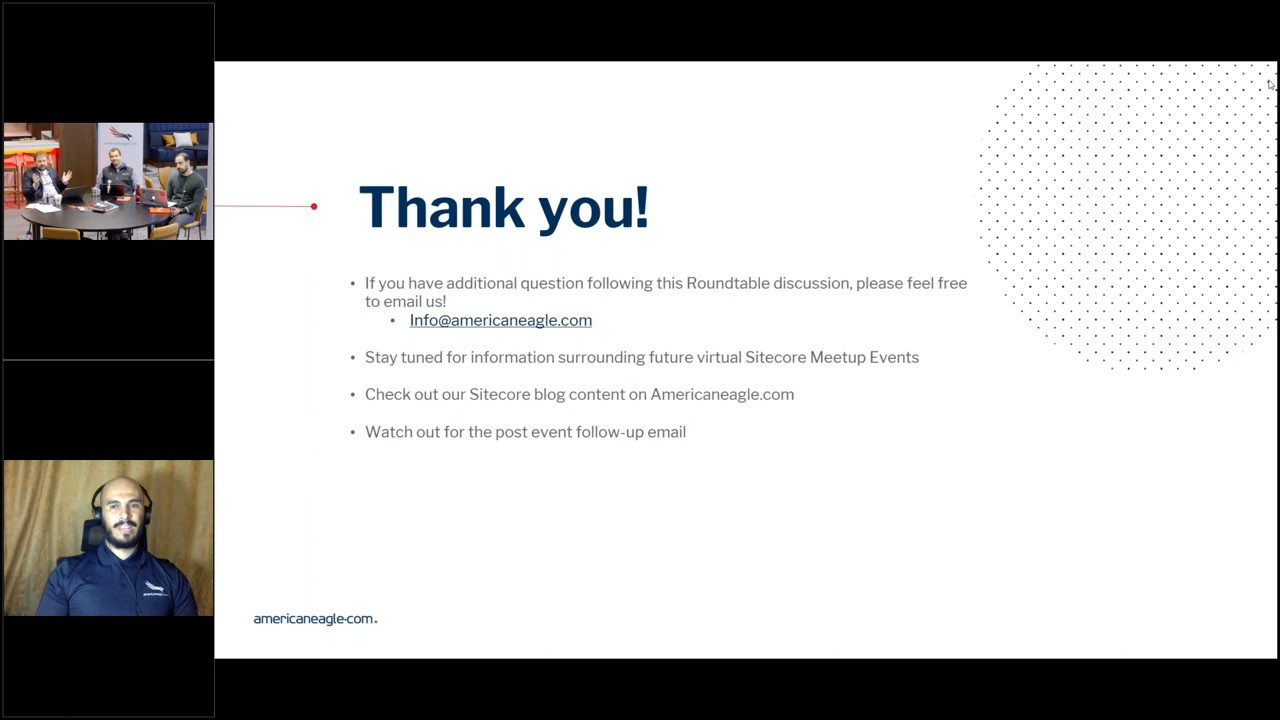 Thank you!
• If you have additional question following this Roundtable discussion, please feel free
to email us!
• Info@americaneagle.com
• Stay tuned for information surrounding future virtual Sitecore Meetup Events
• Check out our Sitecore blog content on Americaneagle.com
• Watch out for the post event follow-up email
americaneagle.com